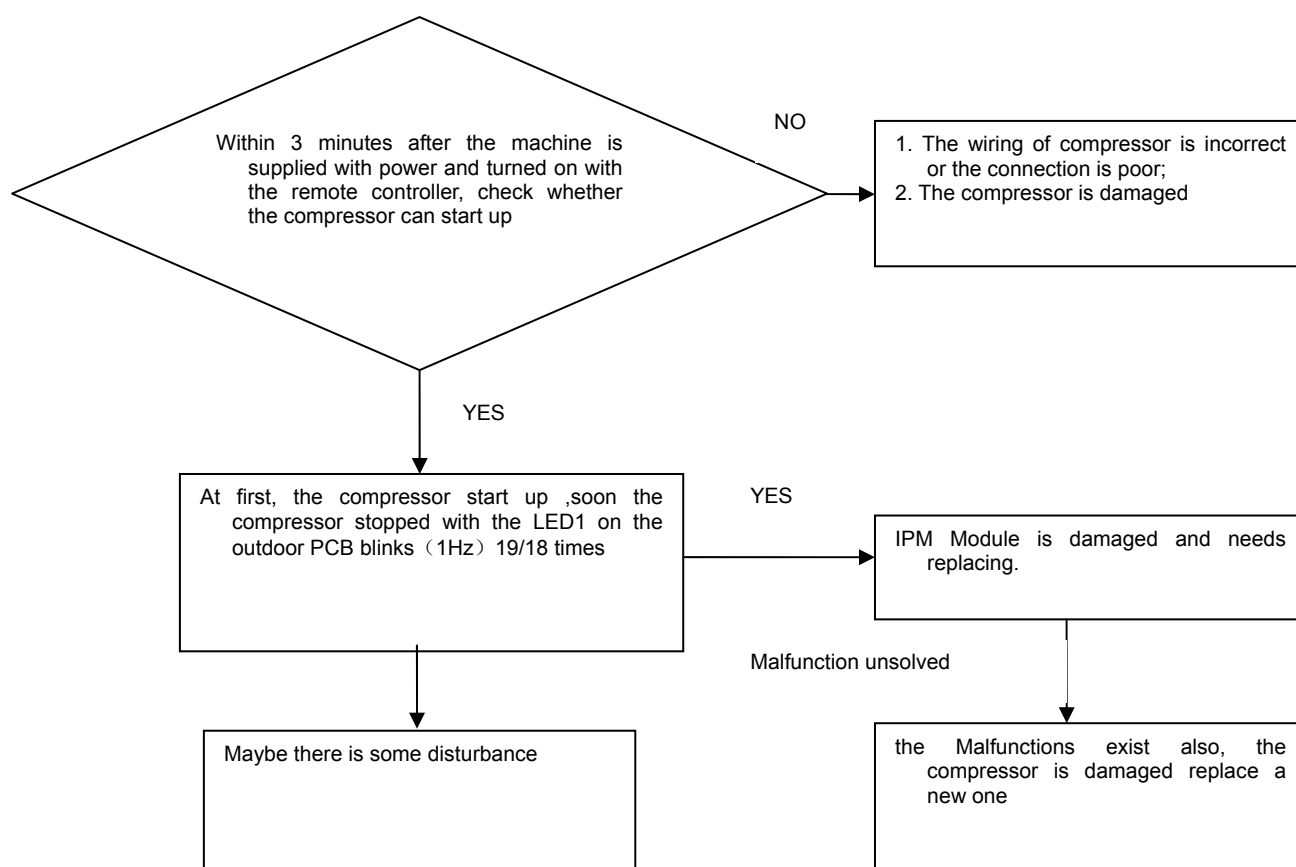 Within 3 minutes after the machine is
supplied with power and turned on with
the remote controller, check whether
the compressor can start up
NO
1. The wiring of compressor is incorrect
or the connection is poor;
2. The compressor is damaged
YES
At first, the compressor start up ,soon the
compressor stopped with the LED1 on the
outdoor PCB blinks（1Hz）19/18 times
YES
IPM Module is damaged and needs
replacing.
Malfunction unsolved
Maybe there is some disturbance
the Malfunctions exist also, the
compressor is damaged replace a
new one